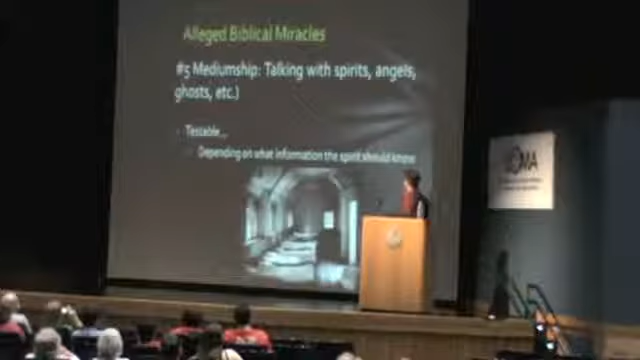 Alleged Biblical Miracles
#5 Mediumship: Talking with spirits, angels,
ghosts, etc.)
Testable...
Depending on what information the spirit should know